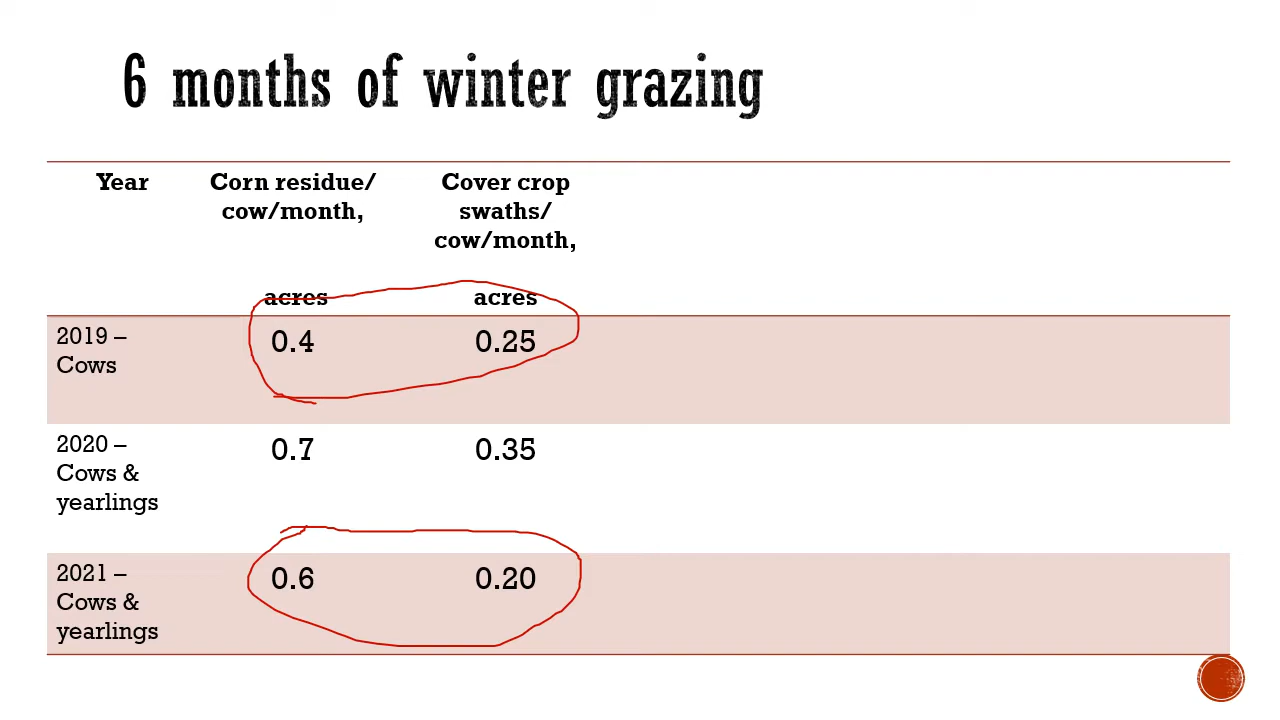 6 months of winter grazing
Year
Corn residue/
cow/month,
acres
Cover crop
swaths/
cow/month,
acres
2019 –
Cows
0.4
0.25
2020 –
Cows &
yearlings
0.7
0.35
2021 –
Cows &
yearlings
0.6
0.20